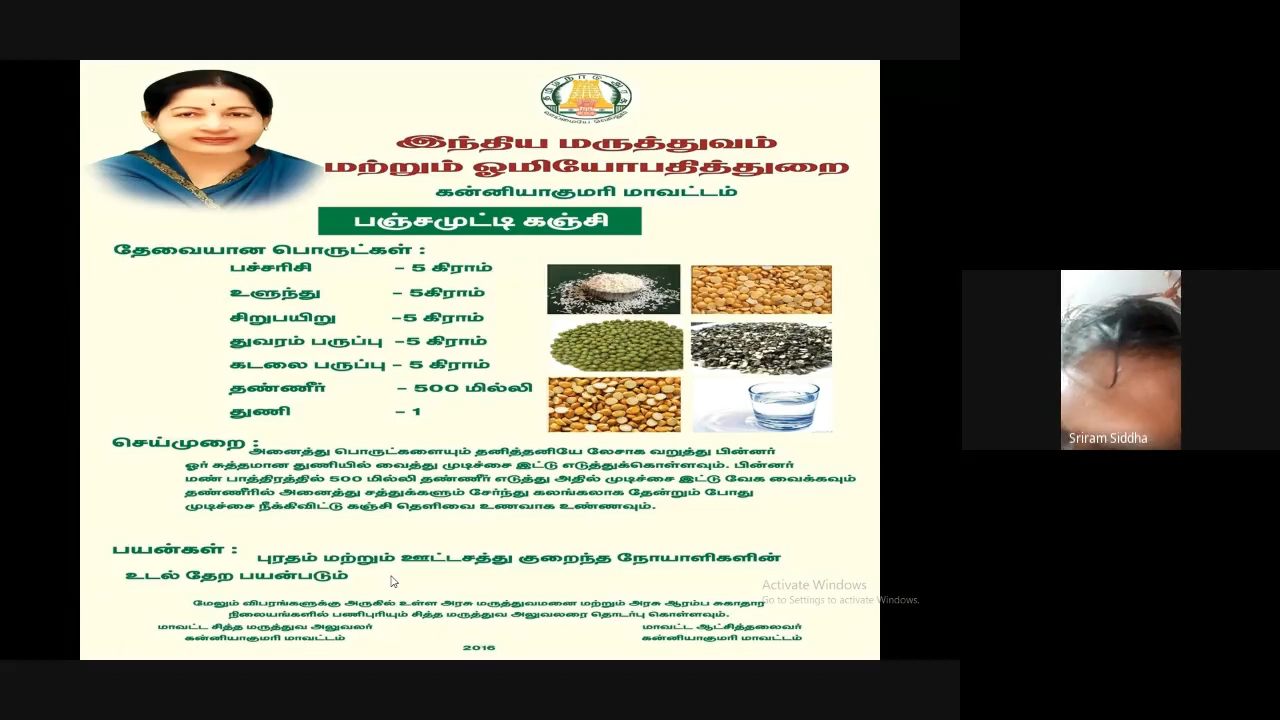 தமிழ்நாடு அரசு
வாய்மையே வெல்லும்
இந்திய மருத்துவம்
மற்றும் ஓமியோபதித்துறை
கன்னியாகுமரி மாவட்டம்
பஞ்சமுட்டி கஞ்சி
தேவையான பொருட்கள் :
பச்சரிசி – 5 கிராம்
உளுந்து – 5கிராம்
சிறுபயிறு –5 கிராம்
துவரம் பருப்பு –5 கிராம்
கடலை பருப்பு – 5 கிராம்
தண்ணீர் – 500 மில்லி
துணி – 1
செய்முறை :
அனைத்து பொருட்களையும் தனித்தனியே லேசாக வறுத்து பின்னர்
ஓர் சுத்தமான துணியில் வைத்து முடிச்சை இட்டு எடுத்துக்கொள்ளவும். பின்னர்
மண் பாத்திரத்தில் 500 மில்லி தண்ணீர் எடுத்து அதில் முடிச்சை இட்டு வேக வைக்கவும்
தண்ணீரில் அனைத்து சத்துக்களும் சேர்ந்து கலங்கலாக தேன்றும் போது
முடிச்சை நீக்கிவிட்டு கஞ்சி தெளிவை உணவாக உண்ணவும்.
பயன்கள் :
புரதம் மற்றும் ஊட்டசத்து குறைந்த நோயாளிகளின்
உடல் தேற பயன்படும்
மேலும் விபரங்களுக்கு அருகில் உள்ள அரசு மருத்துவமனை மற்றும் அரசு ஆரம்ப சுகாதார
நிலையங்களில் பணிபுரியும் சித்த மருத்துவ அலுவலரை தொடர்பு கொள்ளவும்.
மாவட்ட சித்த மருத்துவ அலுவலர்
கன்னியாகுமரி மாவட்டம்
மாவட்ட ஆட்சித்தலைவர்
கன்னியாகுமரி மாவட்டம்
2016
Activate Windows
Go to Settings to activate Windows.
Sriram Siddha